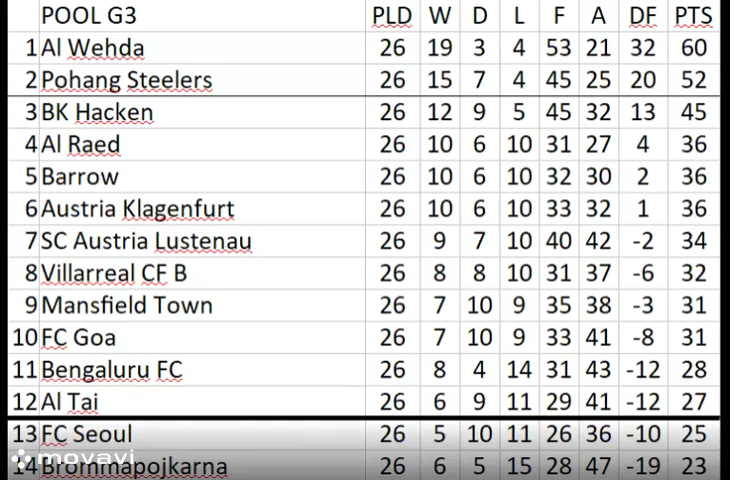 POOL G3 PLD W D L F A DF PTS
1 Al Wehda 26 19 3 4 53 21 32 60
2 Pohang Steelers 26 15 7 4 45 25 20 52
3 BK Hacken 26 12 9 5 45 32 13 45
4 Al Raed 26 10 6 10 31 27 4 36
5 Barrow 26 10 6 10 32 30 2 36
6 Austria Klagenfurt 26 10 6 10 33 32 1 36
7 SC Austria Lustenau 26 9 7 10 40 42 -2 34
8 Villarreal CF B 26 8 8 10 31 37 -6 32
9 Mansfield Town 26 7 10 9 35 38 -3 31
10 FC Goa 26 7 10 9 33 41 -8 31
11 Bengaluru FC 26 8 4 14 31 43 -12 28
12 Al Tai 26 6 9 11 29 41 -12 27
13 FC Seoul 26 5 10 11 26 36 -10 25
movavi
14 Brommapojkarna 26 6 5 15 28 47 -19 23